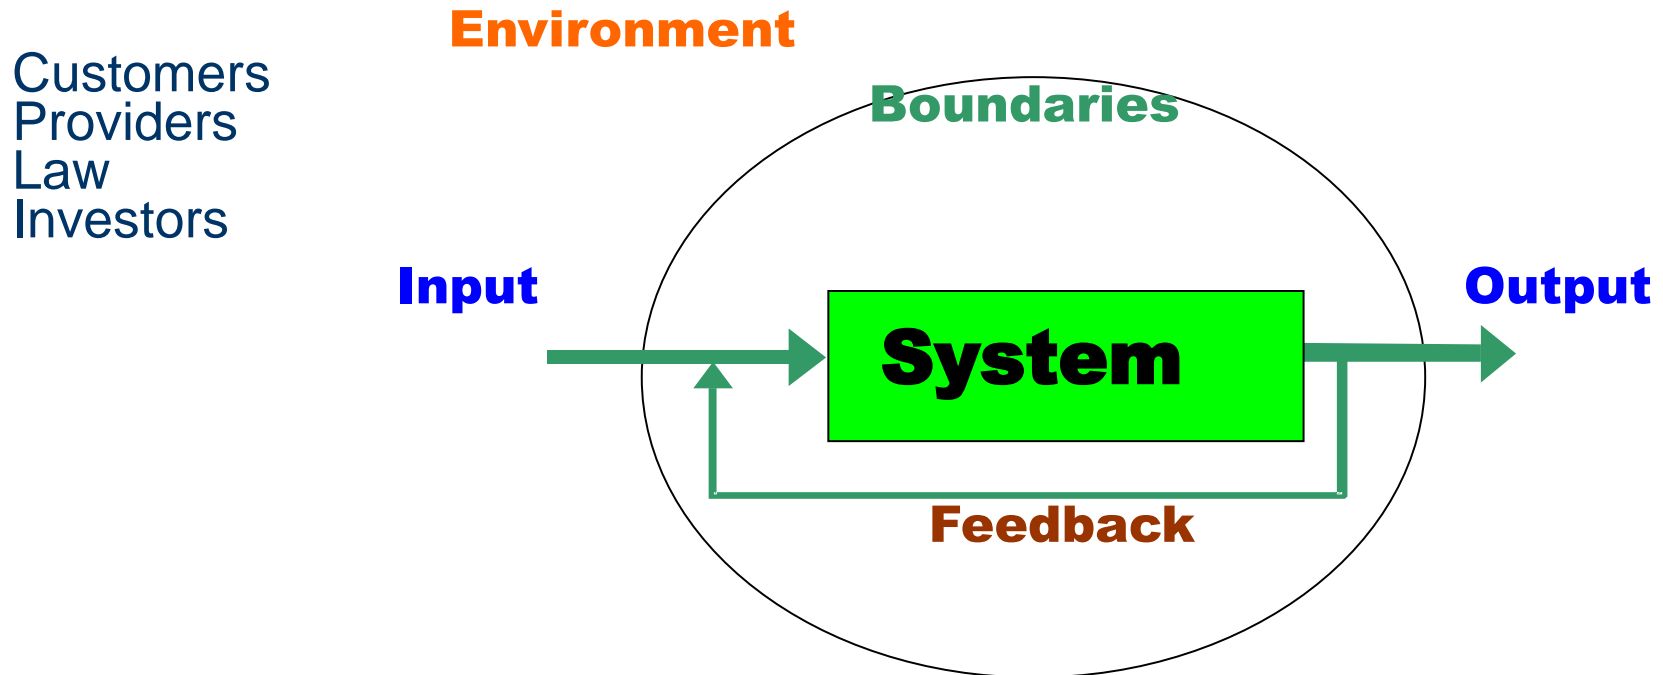 Environment
Customers
Providers
Law
Investors
Boundaries
Input
Output
System
Feedback